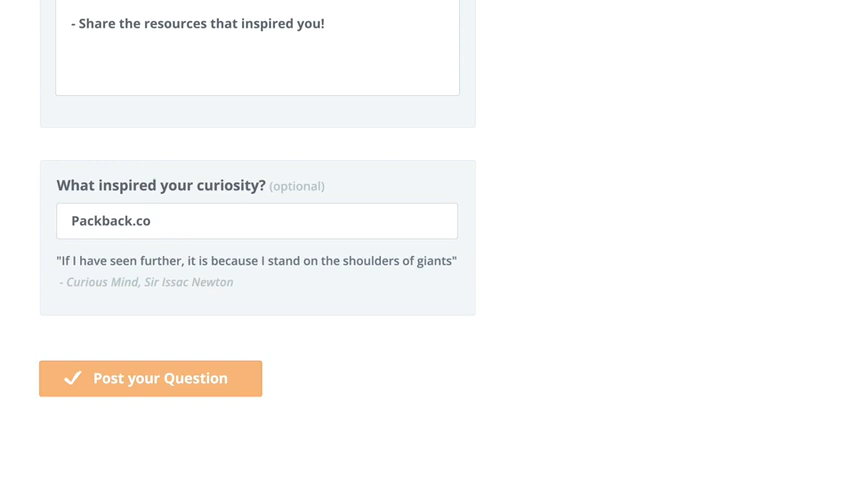 - Share the resources that inspired you!
What inspired your curiosity? (optional)
Packback.co
"If I have seen further, it is because I stand on the shoulders of giants"
- Curious Mind, Sir Issac Newton
Post your Question